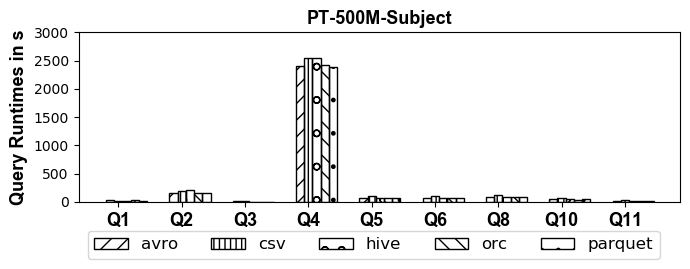 PT-500M-Subject
Query Runtimes in s
3000
2500
2000
1500
1000
500
0
Q1 Q2 Q3 Q4 Q5 Q6 Q8 Q10 Q11
avro csv hive orc parquet